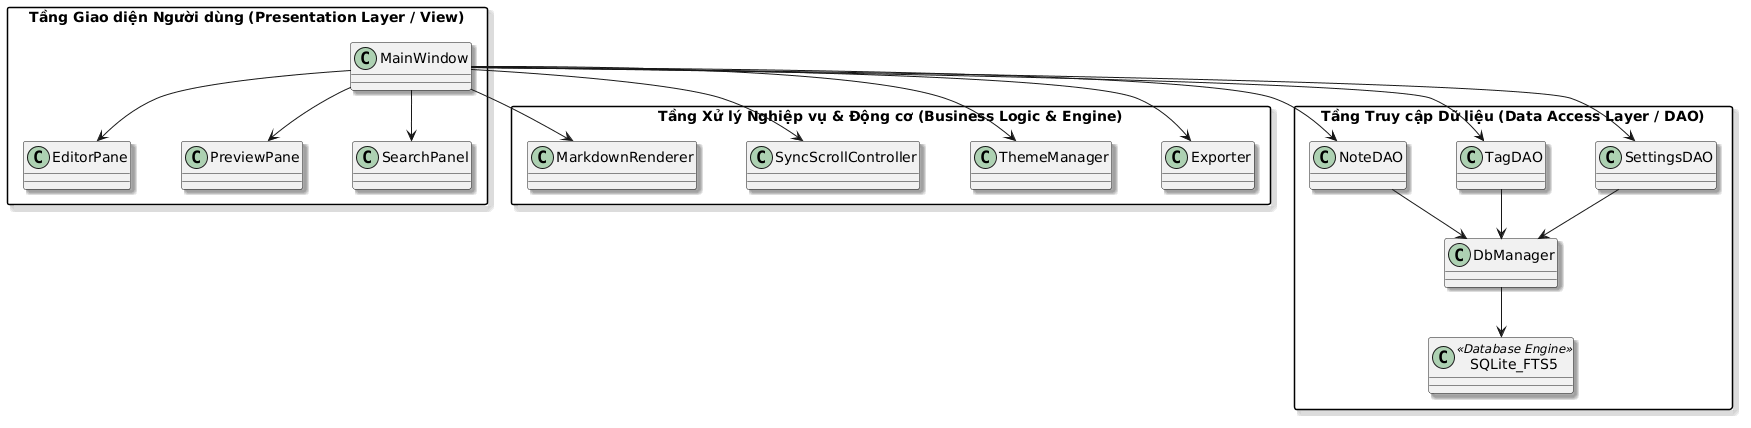 Tầng Giao diện Người dùng (Presentation Layer / View)
C MainWindow
C EditorPane
C PreviewPane
C SearchPanel
Tầng Xử lý Nghiệp vụ & Động cơ (Business Logic & Engine)
C MarkdownRenderer
C SyncScrollController
C ThemeManager
C Exporter
Tầng Truy cập Dữ liệu (Data Access Layer / DAO)
C NoteDAO
C TagDAO
C SettingsDAO
C DbManager
«Database Engine»
C SQLite_FTS5